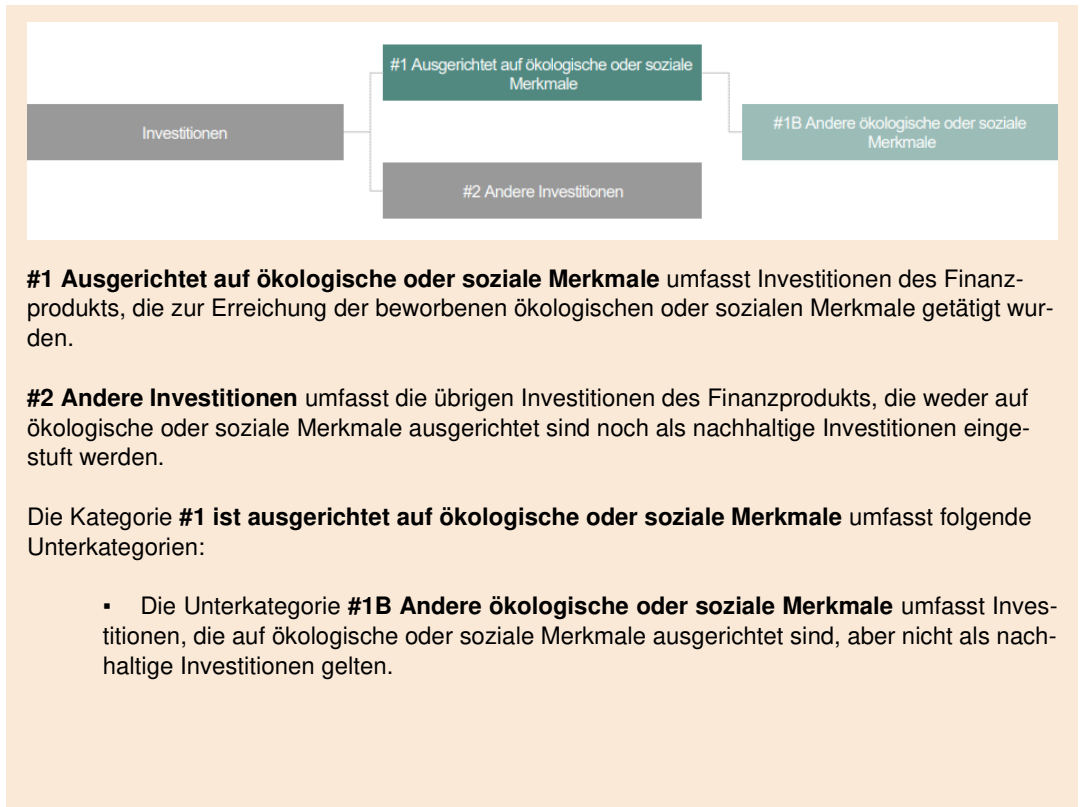 #1 Ausgerichtet auf ökologische oder soziale
Merkmale
Investitionen
#1B Andere ökologische oder soziale
Merkmale
#2 Andere Investitionen
#1 Ausgerichtet auf ökologische oder soziale Merkmale umfasst Investitionen des Finanz-
produkts, die zur Erreichung der beworbenen ökologischen oder sozialen Merkmale getätigt wur-
den.
#2 Andere Investitionen umfasst die übrigen Investitionen des Finanzprodukts, die weder auf
ökologische oder soziale Merkmale ausgerichtet sind noch als nachhaltige Investitionen einge-
stuft werden.
Die Kategorie #1 ist ausgerichtet auf ökologische oder soziale Merkmale umfasst folgende
Unterkategorien:
▪ Die Unterkategorie #1B Andere ökologische oder soziale Merkmale umfasst Inves-
titionen, die auf ökologische oder soziale Merkmale ausgerichtet sind, aber nicht als nach-
haltige Investitionen gelten.